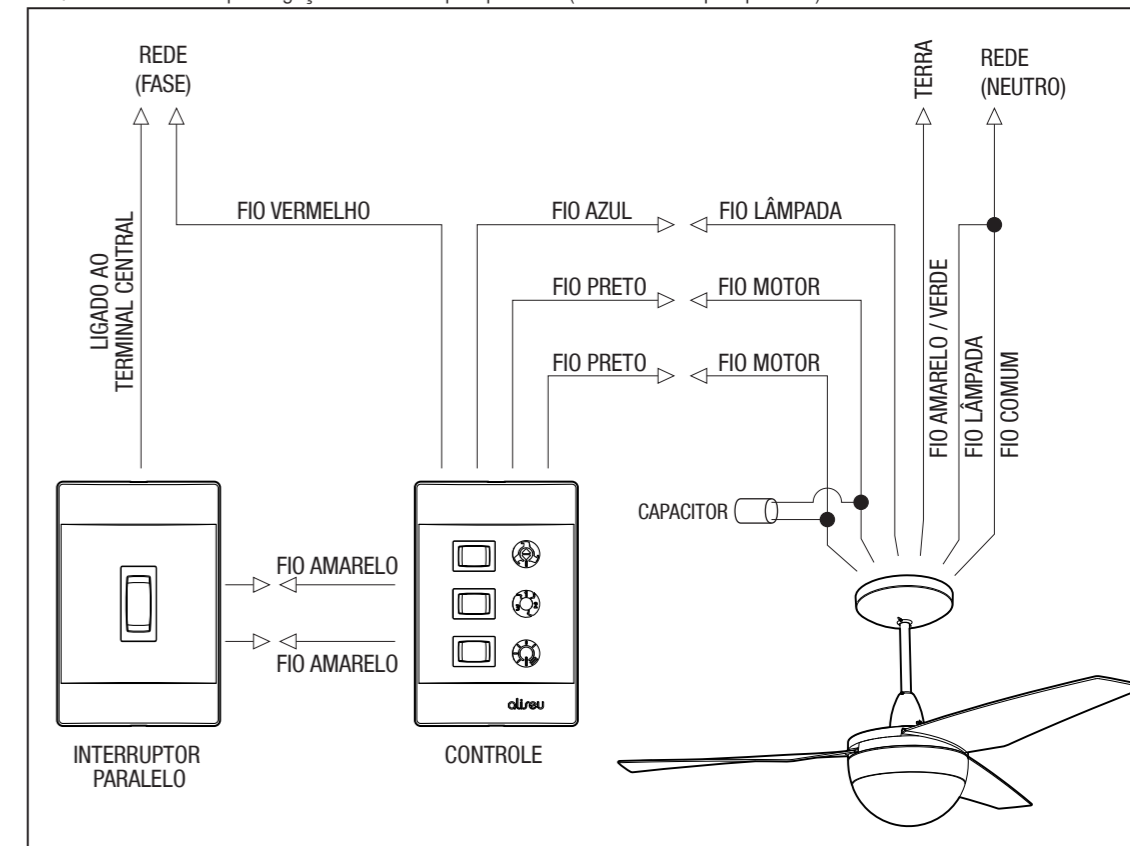 REDE
(FASE)
TERRA
REDE
(NEUTRO)
FIO VERMELHO
FIO AZUL
FIO LÂMPADA
LIGADO AO
TERMINAL CENTRAL
FIO PRETO
FIO MOTOR
FIO PRETO
FIO MOTOR
FIO AMARELO / VERDE
FIO LÂMPADA
FIO COMUM
CAPACITOR
FIO AMARELO
FIO AMARELO
aliseu
INTERRUPTOR
PARALELO
CONTROLE